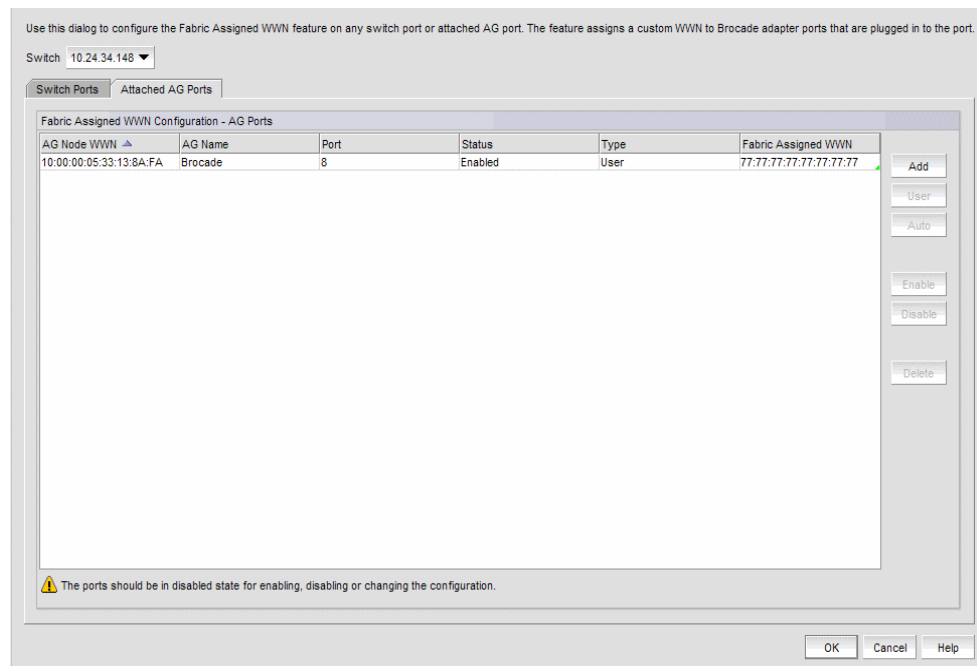 Use this dialog to configure the Fabric Assigned WWN feature on any switch port or attached AG port. The feature assigns a custom WWN to Brocade adapter ports that are plugged in to the port.
Switch 10.24.34.148
Switch Ports Attached AG Ports
Fabric Assigned WWN Configuration - AG Ports
AG Node WWN AG Name Port Status Type Fabric Assigned WWN
10:00:00:05:33:13:8A:FA Brocade 8 Enabled User 77:77:77:77:77:77:77:77
Add
User
Auto
Enable
Disable
Delete
The ports should be in disabled state for enabling, disabling or changing the configuration.
OK Cancel Help